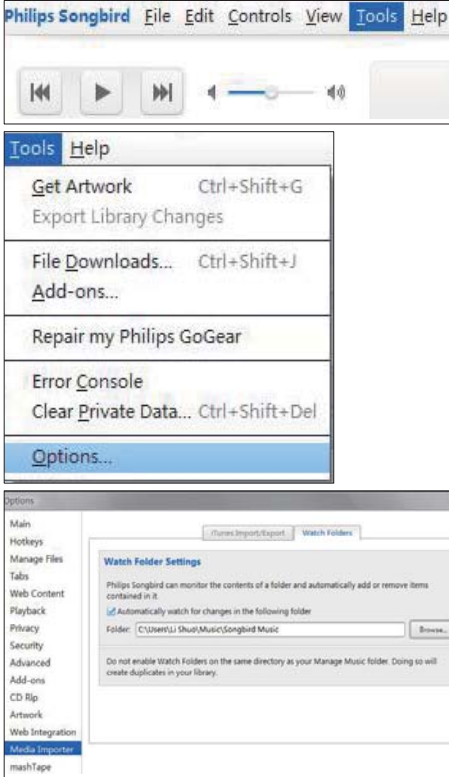 Philips Songbird File Edit Controls View Tools Help
Tools Help
Get Artwork Ctrl+Shift+G
Export Library Changes
File Downloads... Ctrl+Shift+J
Add-ons...
Repair my Philips GoGear
Error Console
Clear Private Data... Ctrl+Shift+Del
Options...
Options
Main
Hotkeys
Manage Files
Tabs
Web Content
Playback
Privacy
Security
Advanced
Add-ons
CD Rip
Artwork
Web Integration
Media Importer
mashTape
iTunes Import/Export Watch Folders
Watch Folder Settings
Philips Songbird can monitor the contents of a folder and automatically add or remove items
contained in it.
Automatically watch for changes in the following folder
Folder: C:\Users\Li Shuo\Music\Songbird Music Browse...
Do not enable Watch Folders on the same directory as your Manage Music folder. Doing so will
create duplicates in your library.